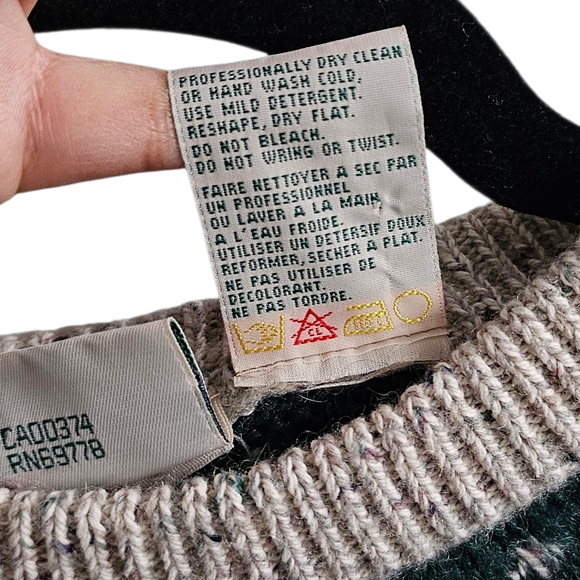 PROFESSIONALLY DRY CLEAN
OR HAND WASH COLD.
USE MILD DETERGENT.
RESHAPE, DRY FLAT.
DO NOT BLEACH.
DO NOT WRING OR TWIST.
FAIRE NETTOYER A SEC PAR
UN PROFESSIONNEL
OU LAVER A LA MAIN
A L'EAU FROIDE.
UTILISER UN DETERSIF DOUX
REFORMER, SECHER A PLAT.
NE PAS UTILISER DE
DECOLORANT.
NE PAS TORDRE.
CL
CA00374
RN69778